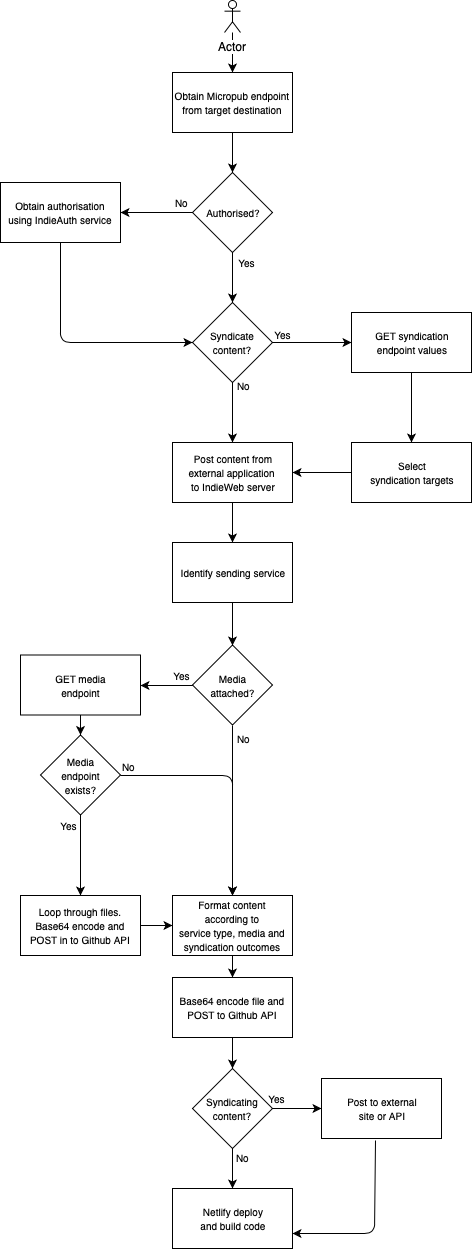 Actor
Obtain Micropub endpoint
from target destination
Authorised?
No
Obtain authorisation
using IndieAuth service
Yes
Syndicate
content?
Yes
GET syndication
endpoint values
No
Post content from
external application
to IndieWeb server
Select
syndication targets
Identify sending service
Media
attached?
Yes
GET media
endpoint
No
Media
endpoint
exists?
No
Yes
Loop through files.
Base64 encode and
POST in to Github API
Format content
according to
service type, media and
syndication outcomes
Base64 encode file and
POST to Github API
Syndicating
content?
Yes
Post to external
site or API
No
Netlify deploy
and build code